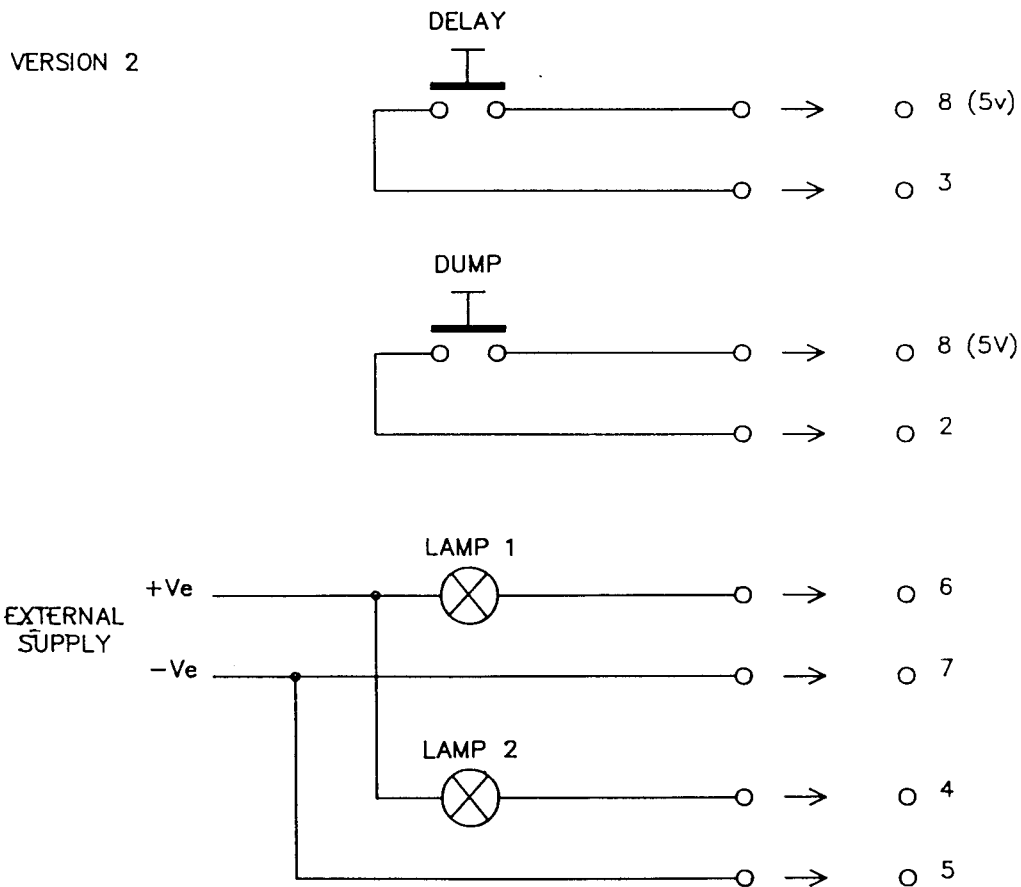 DELAY
VERSION 2
8 (5v)
3
DUMP
8 (5V)
2
LAMP 1
+Ve
6
EXTERNAL
SUPPLY
-Ve
7
LAMP 2
4
5